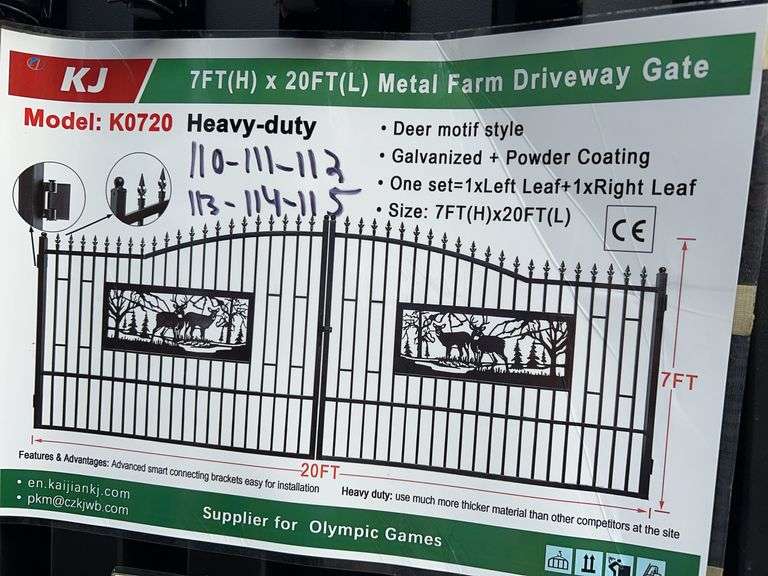 KJ
7FT(H) x 20FT(L) Metal Farm Driveway Gate
Model: K0720 Heavy-duty
110-111-112
113-114-115
• Deer motif style
• Galvanized + Powder Coating
• One set=1xLeft Leaf+1xRight Leaf
• Size: 7FT(H)x20FT(L)
CE
7FT
20FT
Features & Advantages: Advanced smart connecting brackets easy for installation
Heavy duty: use much more thicker material than other competitors at the site
• en.kaijiankj.com
• pkm@czkjwb.com
Supplier for Olympic Games